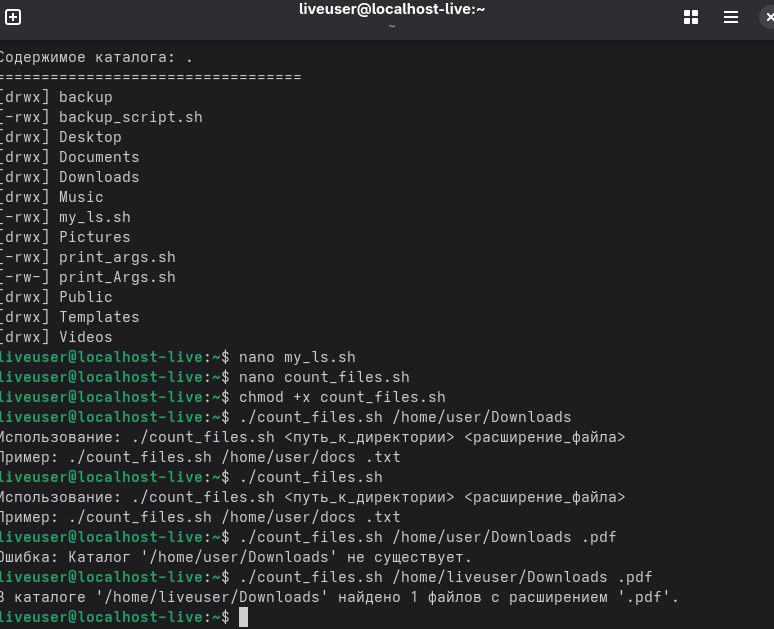 liveuser@localhost-live:~
~
Содержимое каталога: .
==================================
[drwx] backup
[-rwx] backup_script.sh
[drwx] Desktop
[drwx] Documents
[drwx] Downloads
[drwx] Music
[-rwx] my_ls.sh
[drwx] Pictures
[-rwx] print_args.sh
[-rw-] print_Args.sh
[drwx] Public
[drwx] Templates
[drwx] Videos
liveuser@localhost-live:~$ nano my_ls.sh
liveuser@localhost-live:~$ nano count_files.sh
liveuser@localhost-live:~$ chmod +x count_files.sh
liveuser@localhost-live:~$ ./count_files.sh /home/user/Downloads
Использование: ./count_files.sh <путь_к_директории> <расширение_файла>
Пример: ./count_files.sh /home/user/docs .txt
liveuser@localhost-live:~$ ./count_files.sh
Использование: ./count_files.sh <путь_к_директории> <расширение_файла>
Пример: ./count_files.sh /home/user/docs .txt
liveuser@localhost-live:~$ ./count_files.sh /home/user/Downloads .pdf
Ошибка: Каталог '/home/user/Downloads' не существует.
liveuser@localhost-live:~$ ./count_files.sh /home/liveuser/Downloads .pdf
В каталоге '/home/liveuser/Downloads' найдено 1 файлов с расширением '.pdf'.
liveuser@localhost-live:~$